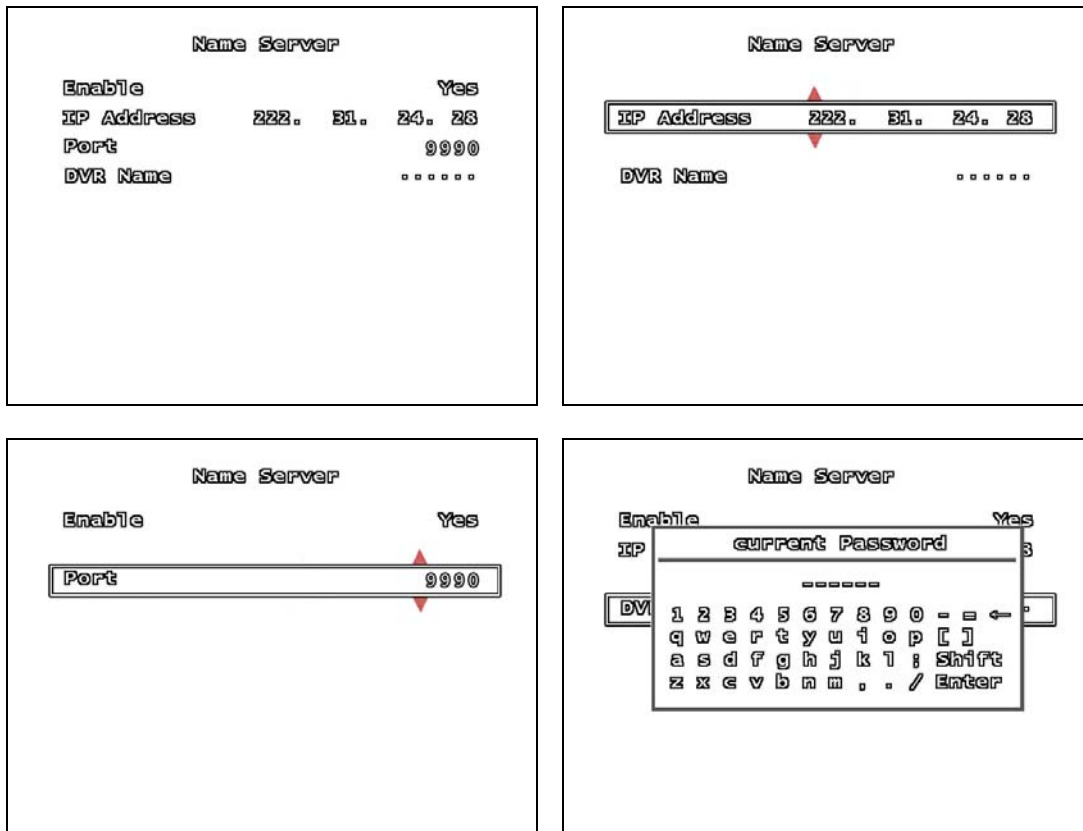 Name Server
Enable Yes
IP Address 222. 31. 24. 28
Port 9990
DVR Name ......
Name Server
IP Address 222. 31. 24. 28
DVR Name ......
Name Server
Enable Yes
Port 9990
Name Server
Enable Yes
IP 8
current Password
------
DV .
1 2 3 4 5 6 7 8 9 0 - = ←
q w e r t y u i o p [ ]
a s d f g h j k l ; Shift
z x c v b n m , . / Enter